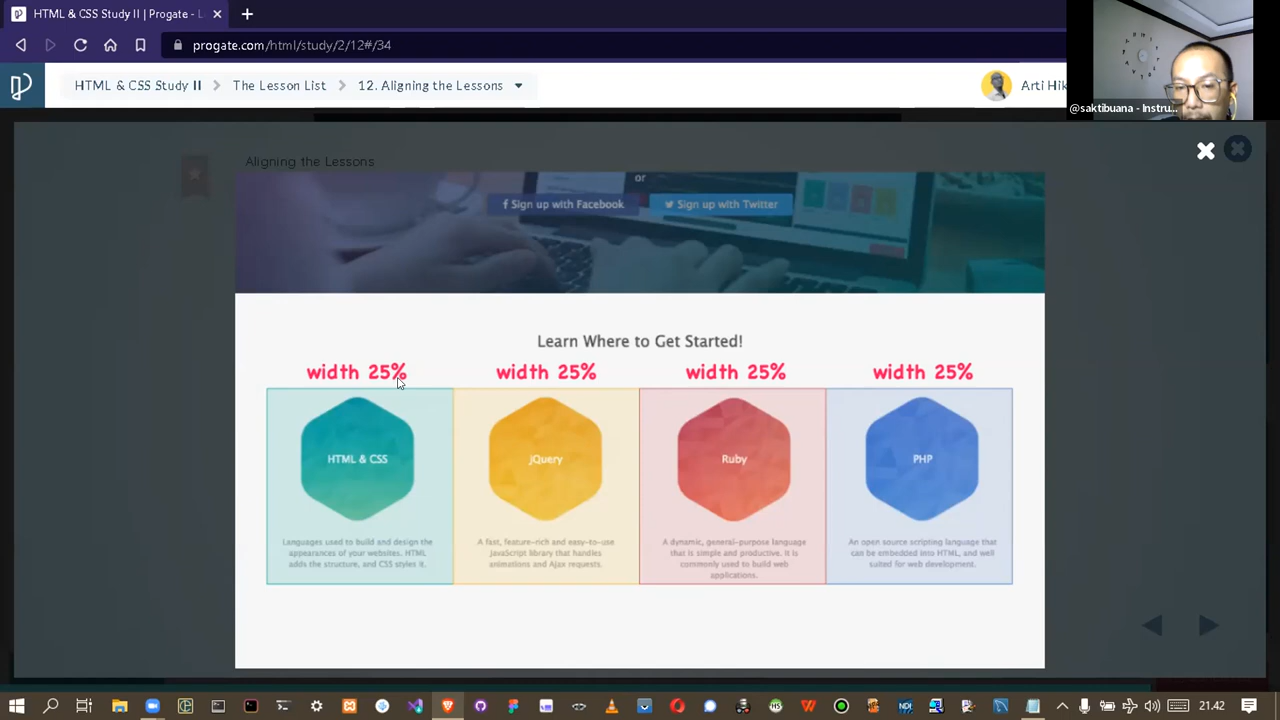 HTML & CSS Study II | Progate - L
progate.com/html/study/2/12#/34
HTML & CSS Study II
The Lesson List
12. Aligning the Lessons
Arti Hik
@saktibuana - Instru...
Aligning the Lessons
or
Sign up with Facebook
Sign up with Twitter
Learn Where to Get Started!
width 25%
width 25%
width 25%
width 25%
HTML & CSS
jQuery
Ruby
PHP
Languages used to build and design the
appearances of your websites. HTML
adds the structure, and CSS styles it.
A fast, feature-rich and easy-to-use
JavaScript library that handles
animations and Ajax requests.
A dynamic, general-purpose language
that is simple and productive. It is
commonly used to build web
applications.
An open source scripting language that
can be embedded into HTML, and well
suited for web development.
21.42